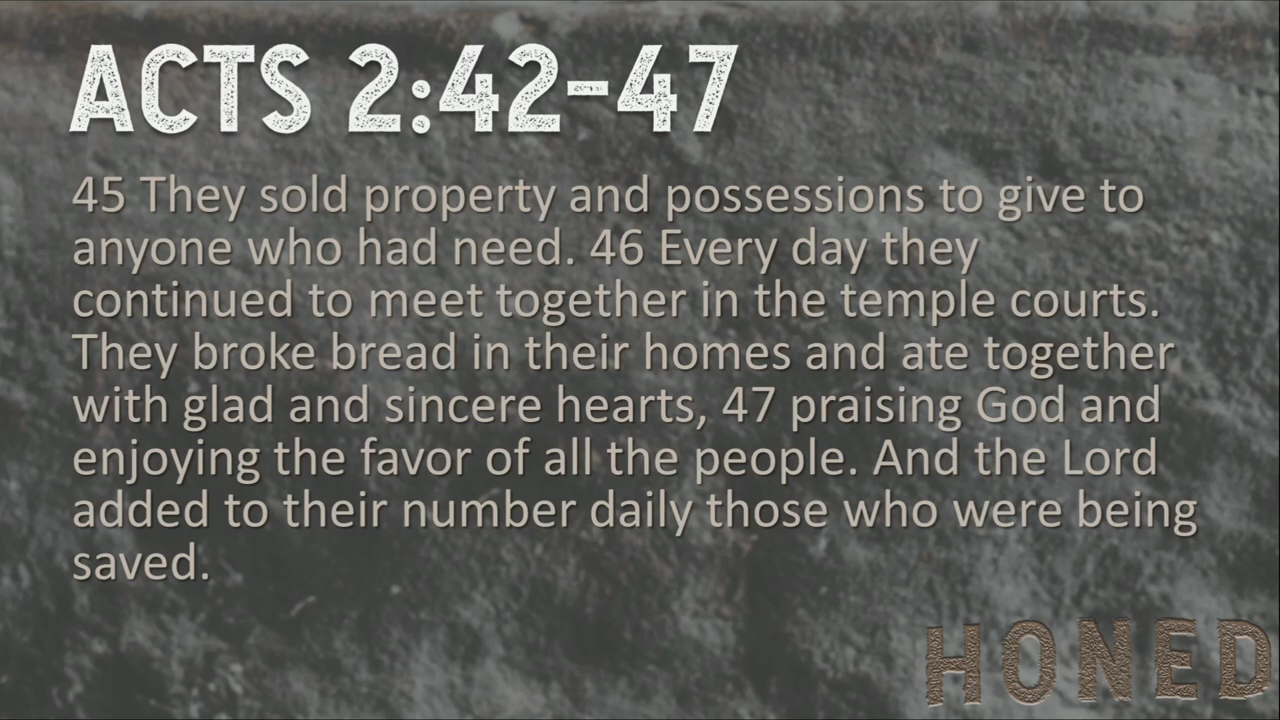 ACTS 2:42-47
45 They sold property and possessions to give to
anyone who had need. 46 Every day they
continued to meet together in the temple courts.
They broke bread in their homes and ate together
with glad and sincere hearts, 47 praising God and
enjoying the favor of all the people. And the Lord
added to their number daily those who were being
saved.
HONED